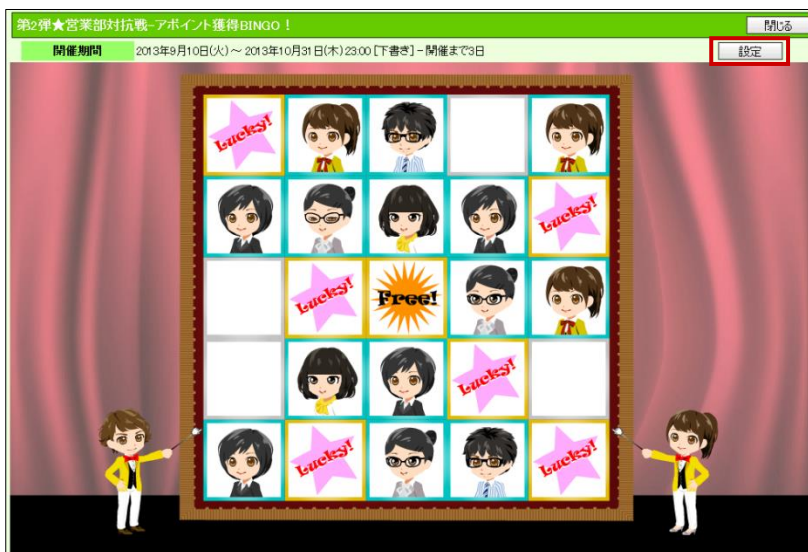 第2弾★営業部対抗戦-アポイント獲得BINGO！
閉じる
開催期間
2013年9月10日(火)～2013年10月31日(木)23:00 [下書き] - 開催まで3日
設定
Lucky!
Lucky!
Lucky!
Free!
Lucky!
Lucky!
Lucky!